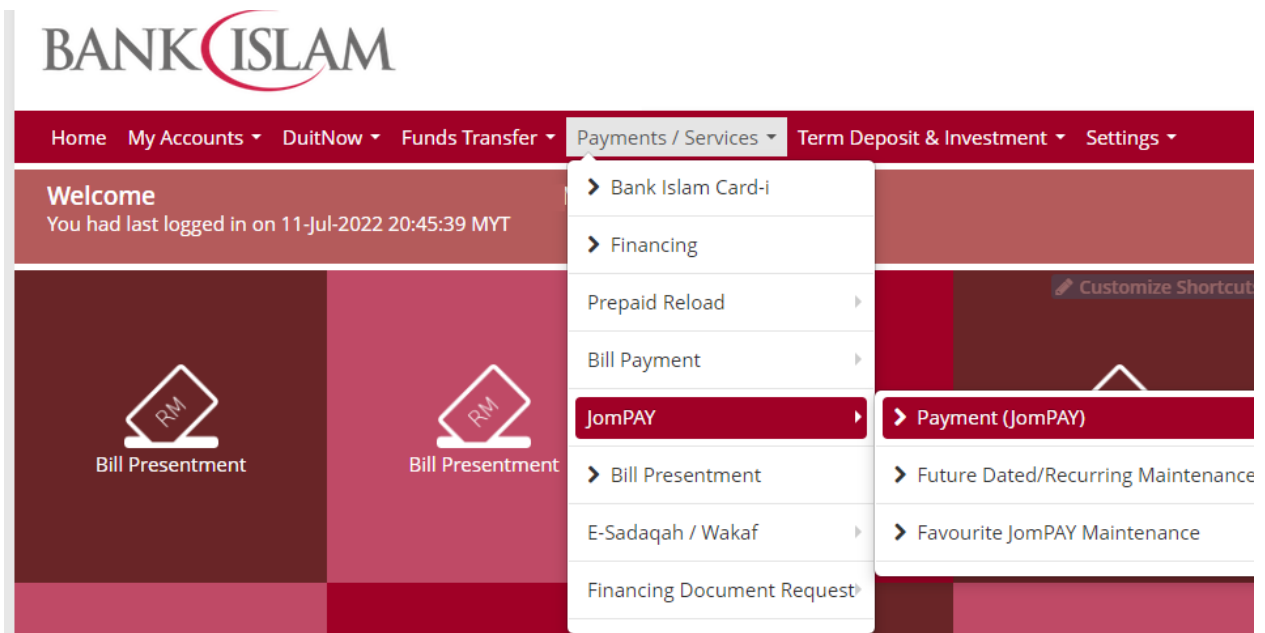 BANK ISLAM
Home My Accounts DuitNow Funds Transfer Payments / Services Term Deposit & Investment Settings
Welcome
You had last logged in on 11-Jul-2022 20:45:39 MYT
Bank Islam Card-i
Financing
Prepaid Reload
Bill Payment
JomPAY
Bill Presentment
E-Sadaqah / Wakaf
Financing Document Request
Payment (JomPAY)
Future Dated/Recurring Maintenance
Favourite JomPAY Maintenance
Customize
RM
Bill Presentment
RM
Bill Presentment